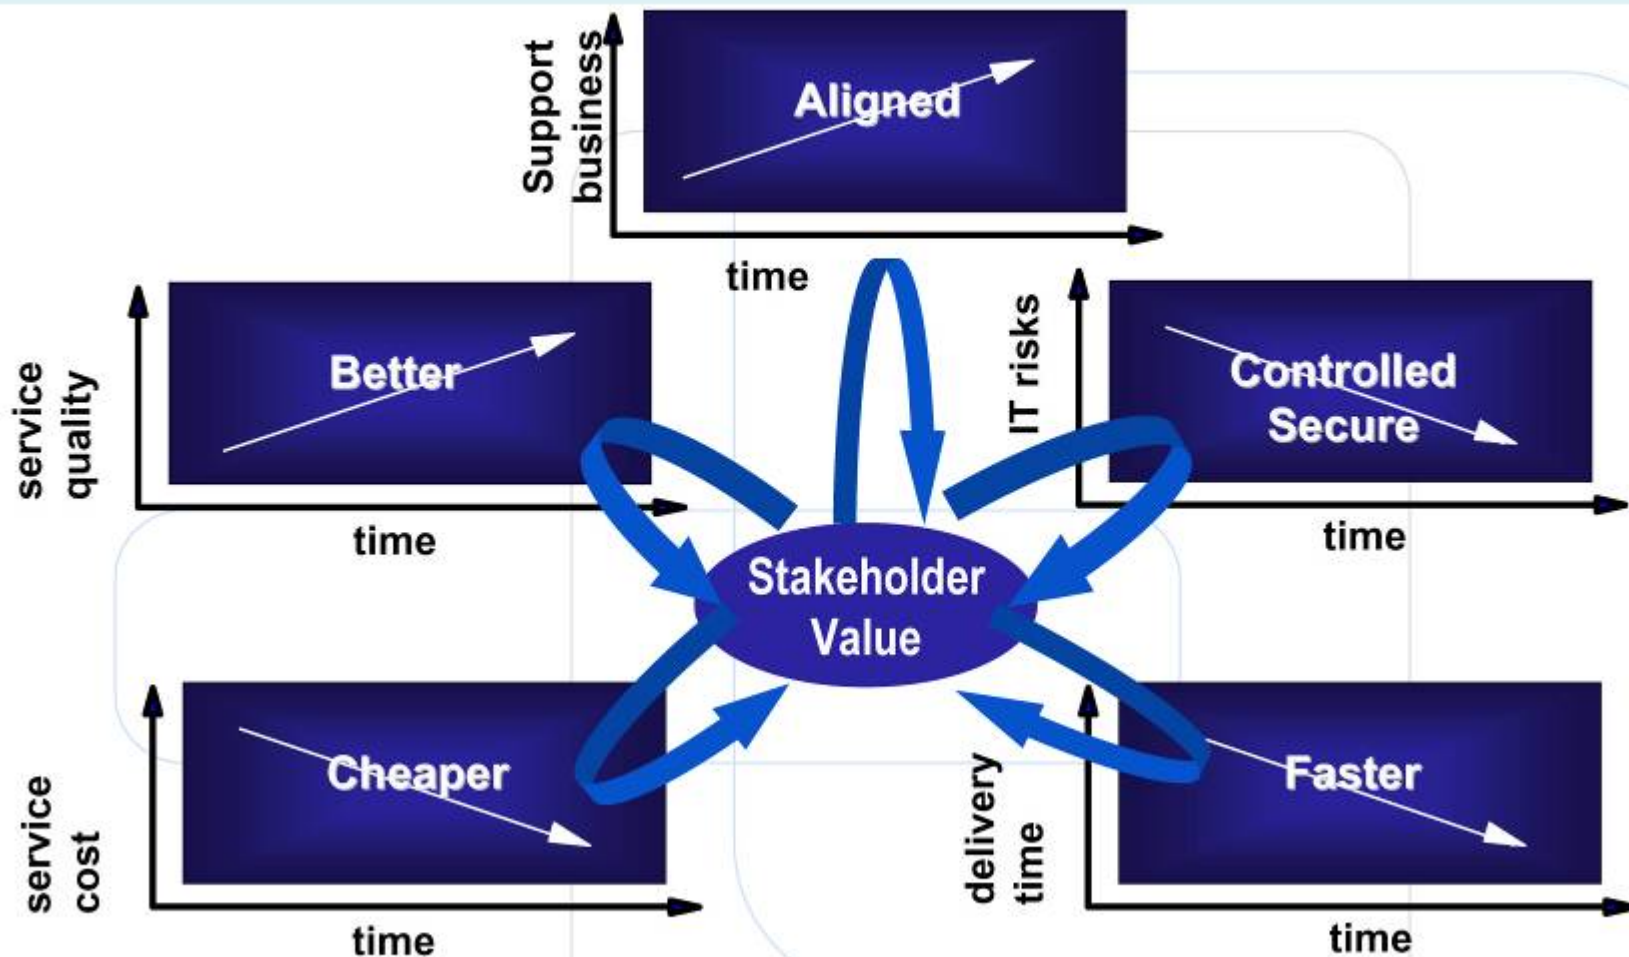 Support
business
Aligned
time
service
quality
Better
time
IT risks
Controlled
Secure
time
Stakeholder
Value
service
cost
Cheaper
time
delivery
time
Faster
time